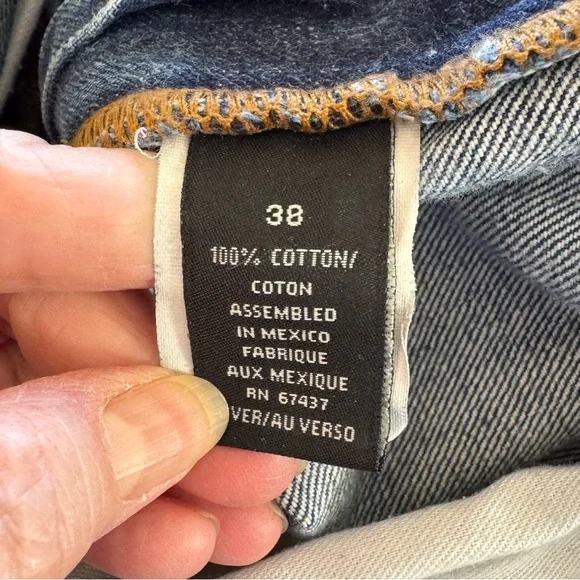 38
100% COTTON/
COTON
ASSEMBLED
IN MEXICO
FABRIQUE
AUX MEXIQUE
RN 67437
VER/AU VERSO